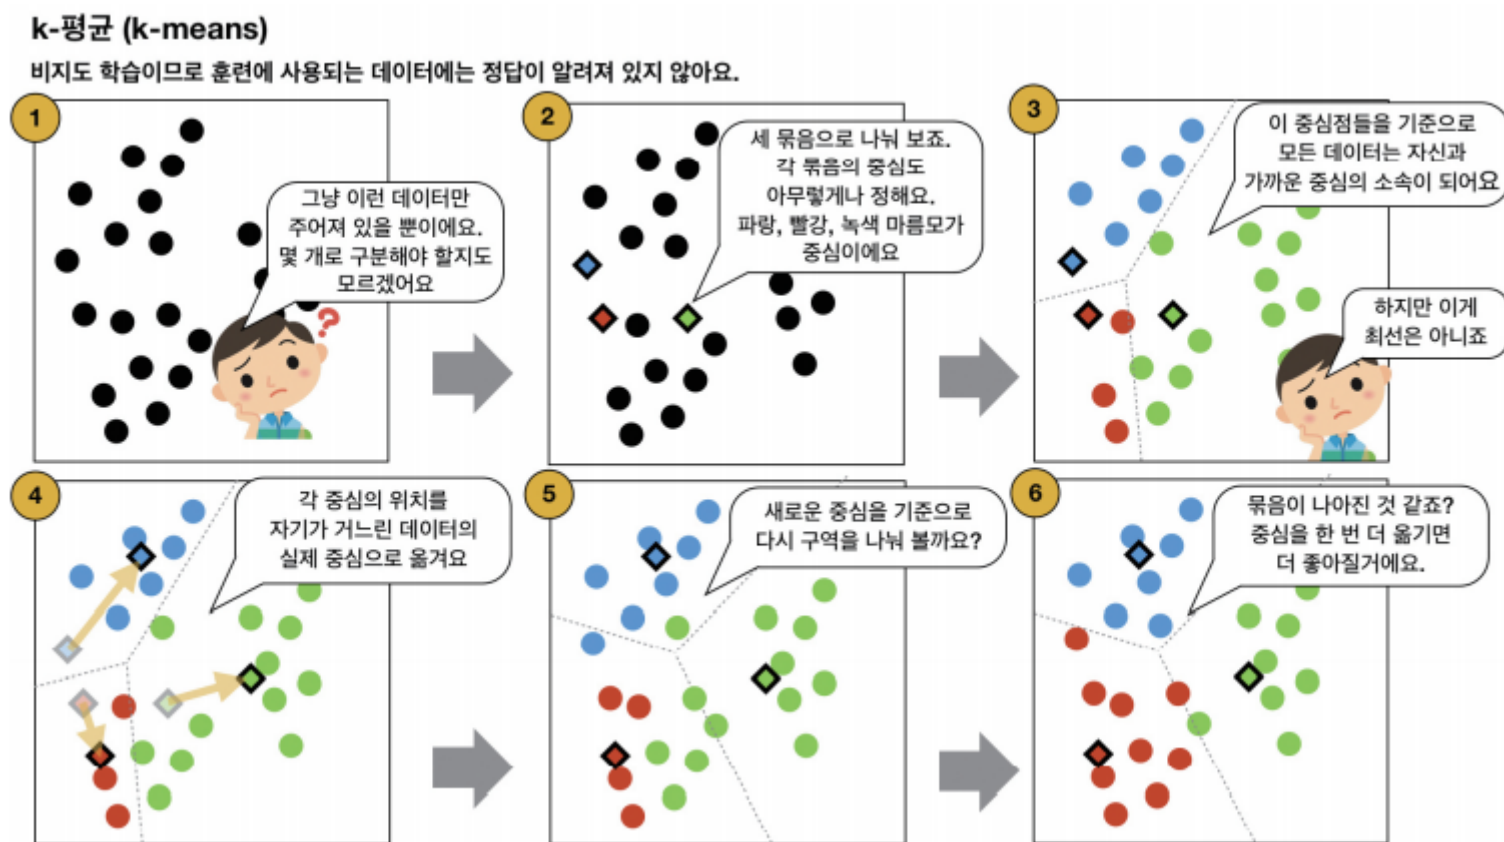 k-평균 (k-means)
비지도 학습이므로 훈련에 사용되는 데이터에는 정답이 알려져 있지 않아요.
1
그냥 이런 데이터만
주어져 있을 뿐이에요.
몇 개로 구분해야 할지도
모르겠어요
?
2
세 묶음으로 나눠 보죠.
각 묶음의 중심도
아무렇게나 정해요.
파랑, 빨강, 녹색 마름모가
중심이에요
3
이 중심점들을 기준으로
모든 데이터는 자신과
가까운 중심의 소속이 되어요
하지만 이게
최선은 아니죠
4
각 중심의 위치를
자기가 거느린 데이터의
실제 중심으로 옮겨요
5
새로운 중심을 기준으로
다시 구역을 나눠 볼까요?
6
묶음이 나아진 것 같죠?
중심을 한 번 더 옮기면
더 좋아질거에요.